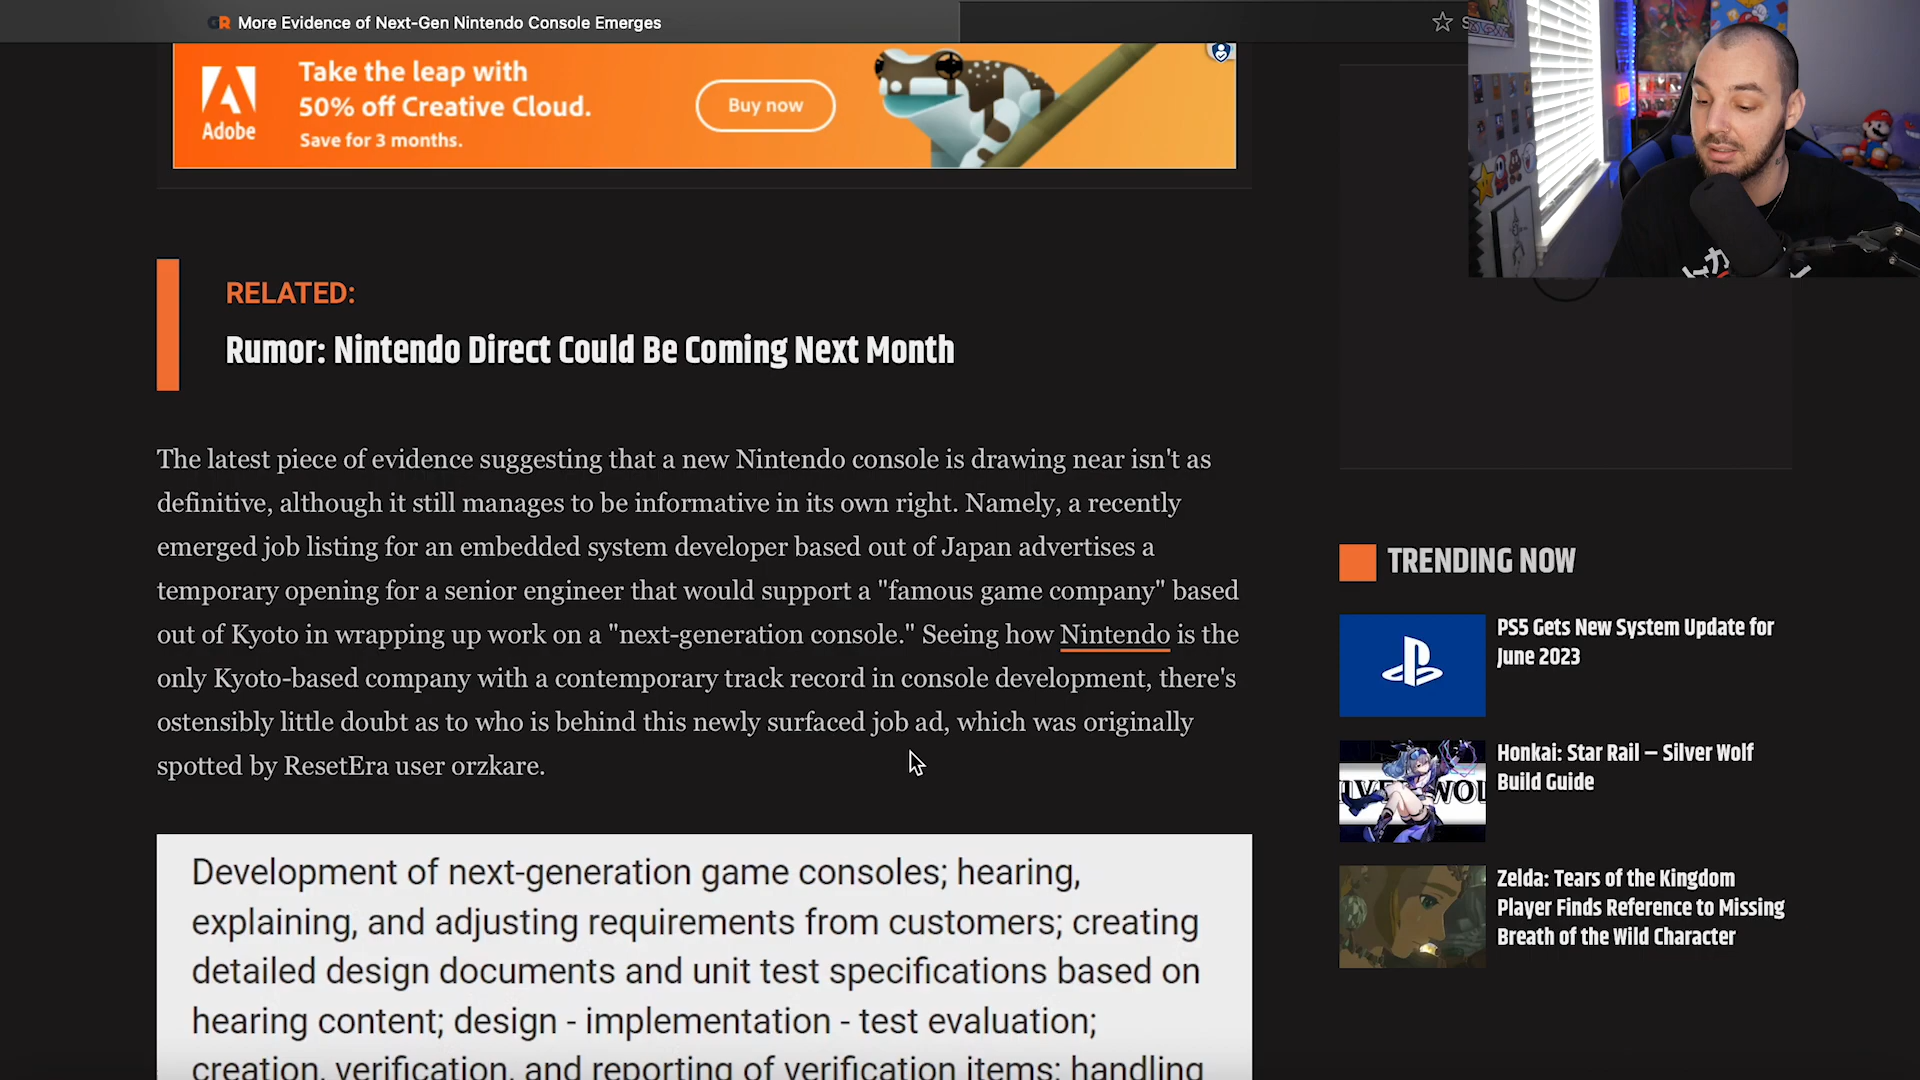 GR More Evidence of Next-Gen Nintendo Console Emerges
Take the leap with
50% off Creative Cloud.
Save for 3 months.
Adobe
Buy now
RELATED:
Rumor: Nintendo Direct Could Be Coming Next Month
The latest piece of evidence suggesting that a new Nintendo console is drawing near isn't as
definitive, although it still manages to be informative in its own right. Namely, a recently
emerged job listing for an embedded system developer based out of Japan advertises a
temporary opening for a senior engineer that would support a "famous game company" based
out of Kyoto in wrapping up work on a "next-generation console." Seeing how Nintendo is the
only Kyoto-based company with a contemporary track record in console development, there's
ostensibly little doubt as to who is behind this newly surfaced job ad, which was originally
spotted by ResetEra user orzkare.
Development of next-generation game consoles; hearing,
explaining, and adjusting requirements from customers; creating
detailed design documents and unit test specifications based on
hearing content; design - implementation - test evaluation;
creation, verification, and reporting of verification items; handling
TRENDING NOW
PS5 Gets New System Update for
June 2023
Honkai: Star Rail – Silver Wolf
Build Guide
Zelda: Tears of the Kingdom
Player Finds Reference to Missing
Breath of the Wild Character